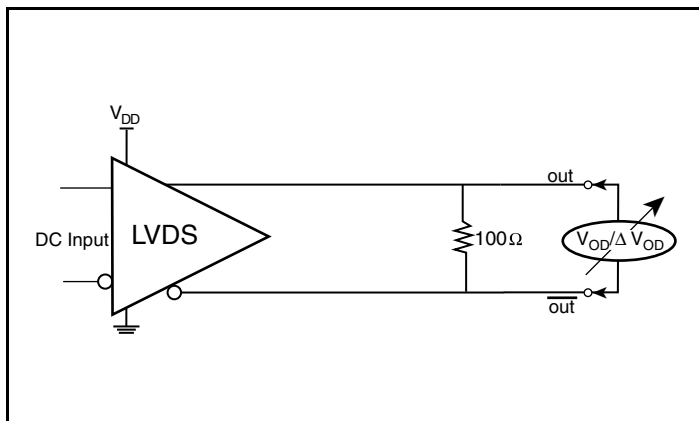 V_DD
out
DC Input
LVDS
100Ω
V_OD/Δ V_OD
out